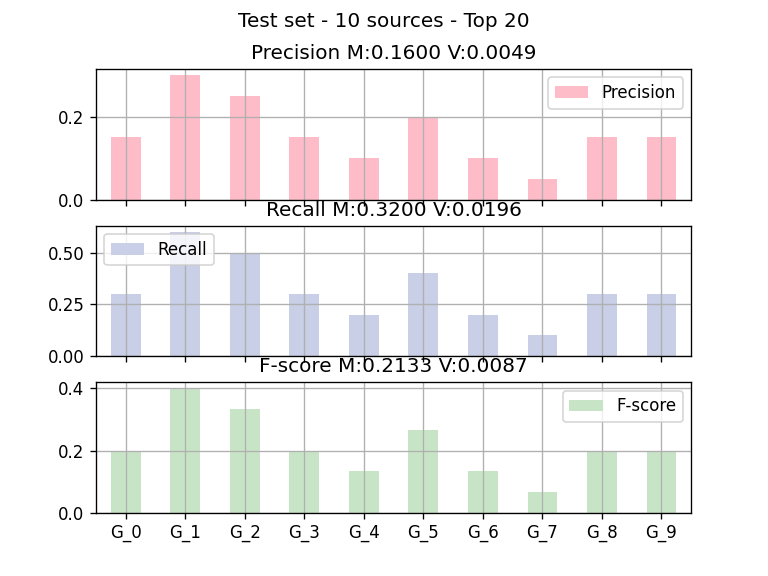 Test set - 10 sources - Top 20
Precision M:0.1600 V:0.0049
Precision
0.2
0.0
Recall M:0.3200 V:0.0196
Recall
0.50
0.25
0.00
F-score M:0.2133 V:0.0087
F-score
0.4
0.2
0.0
G_0 G_1 G_2 G_3 G_4 G_5 G_6 G_7 G_8 G_9